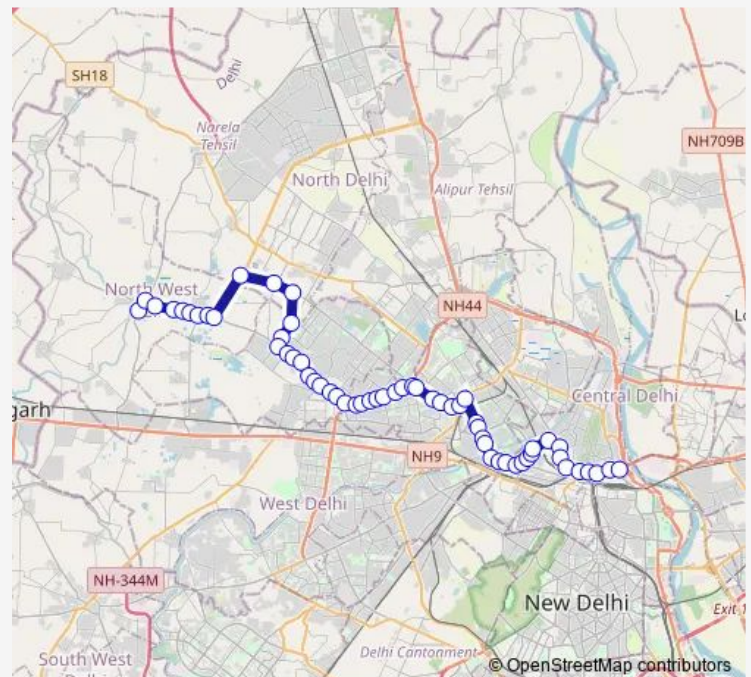 SH18
Delhi
Narela
Tehsil
NH709B
North Delhi
Alipur Tehsil
North West
NH44
Central Delhi
garh
NH9
West Delhi
NH-344M
New Delhi
Exit 1
Delhi Cantonment
South West
Delhi
© OpenStreetMap contributors